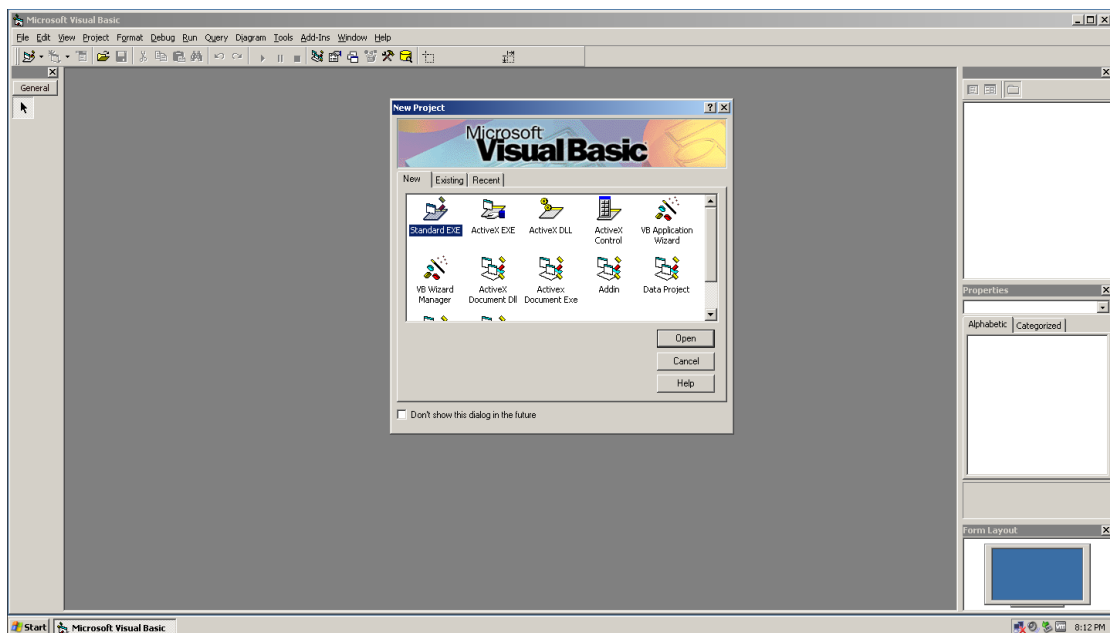 Microsoft Visual Basic
File Edit View Project Format Debug Run Query Diagram Tools Add-Ins Window Help
General
New Project
Microsoft
Visual Basic
New Existing Recent
Standard EXE ActiveX EXE ActiveX DLL ActiveX Control VB Application Wizard
VB Wizard Manager ActiveX Document Dll Activex Document Exe Addin Data Project
Open
Cancel
Help
Don't show this dialog in the future
Properties
Alphabetic Categorized
Form Layout
Start Microsoft Visual Basic 8:12 PM